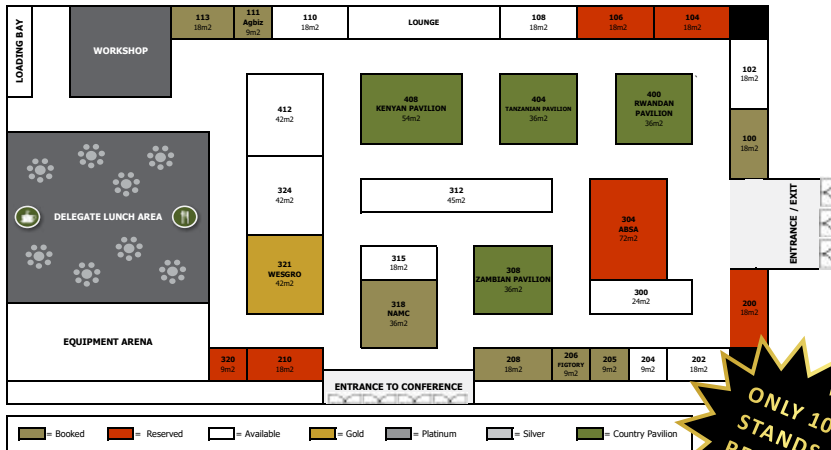 LOADING BAY
WORKSHOP
113
18m2
111
Agbiz
9m2
110
18m2
LOUNGE
108
18m2
106
18m2
104
18m2
102
18m2
412
42m2
408
KENYAN PAVILION
54m2
404
TANZANIAN PAVILION
36m2
400
RWANDAN
PAVILION
36m2
100
18m2
DELEGATE LUNCH AREA
324
42m2
312
45m2
304
ABSA
72m2
ENTRANCE / EXIT
321
WESGRO
42m2
315
18m2
318
NAMC
36m2
308
ZAMBIAN PAVILION
36m2
300
24m2
200
18m2
EQUIPMENT ARENA
320
9m2
210
18m2
ENTRANCE TO CONFERENCE
208
18m2
206
FIGTORY
9m2
205
9m2
204
9m2
202
18m2
ONLY 10
STANDS
= Booked
= Reserved
= Available
= Gold
= Platinum
= Silver
= Country Pavilion